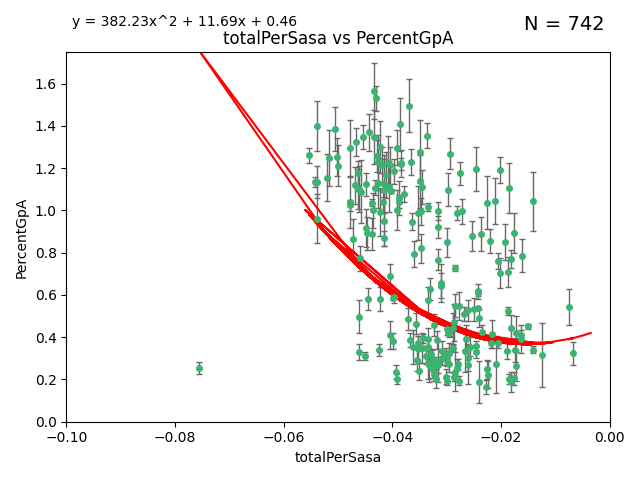 y = 382.23x^2 + 11.69x + 0.46
N = 742
totalPerSasa vs PercentGpA
PercentGpA
1.6
1.4
1.2
1.0
0.8
0.6
0.4
0.2
0.0
−0.10 −0.08 −0.06 −0.04 −0.02 0.00
totalPerSasa